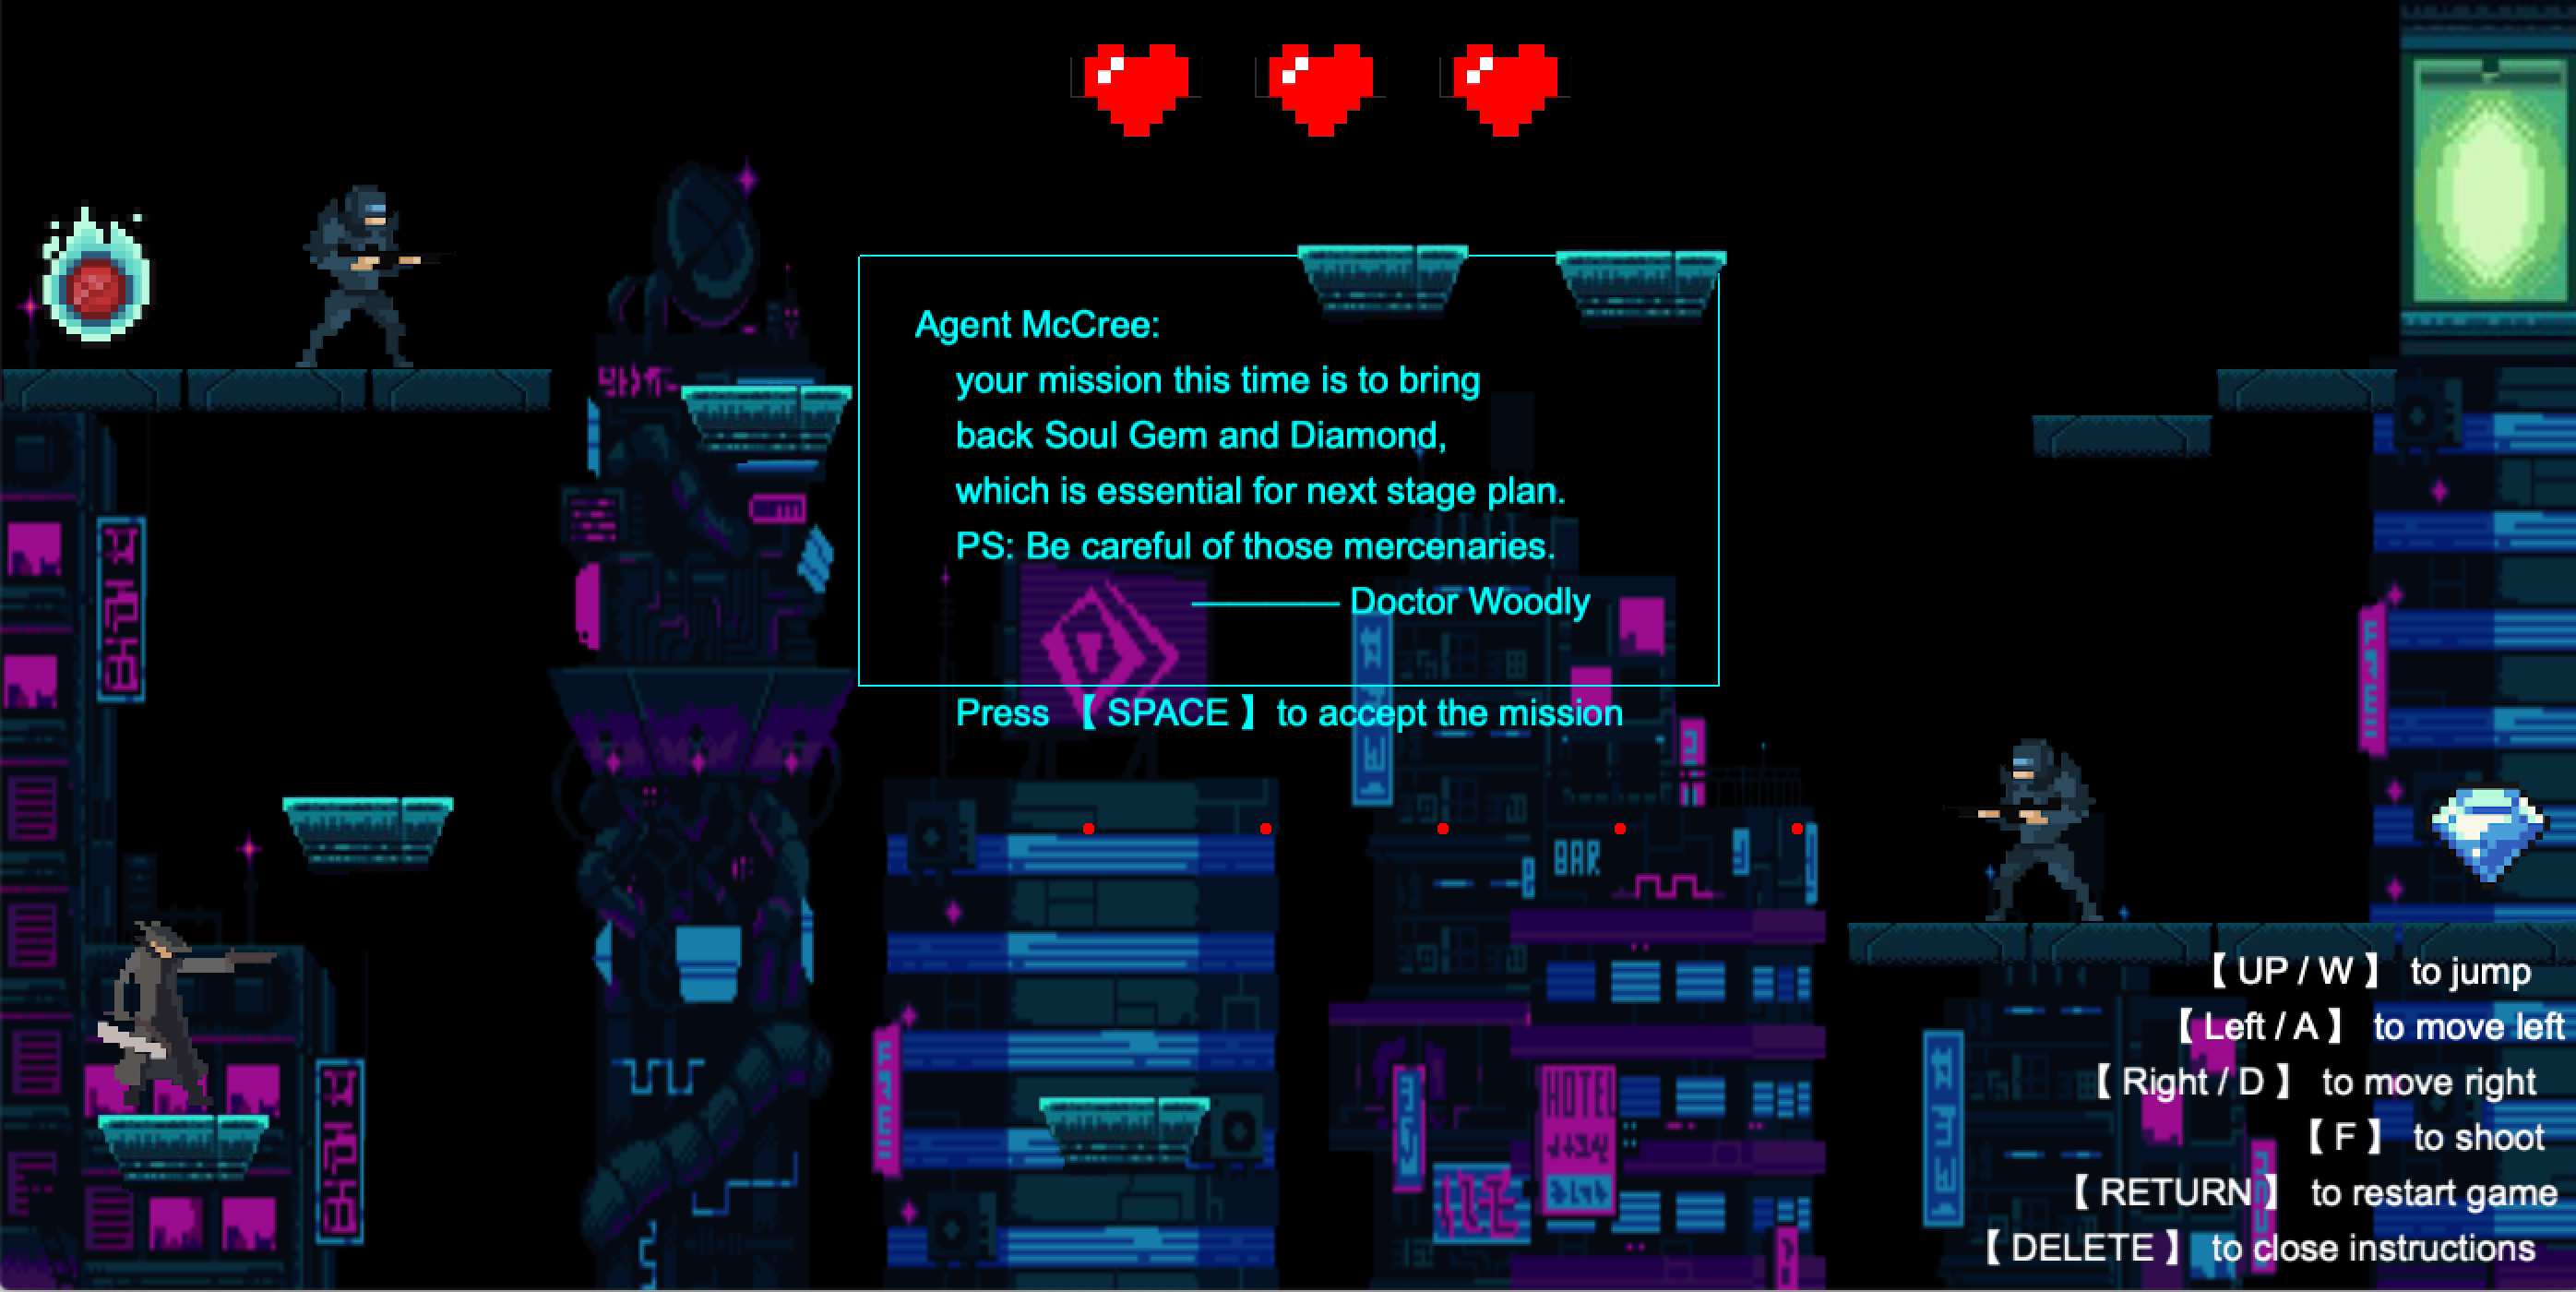 Agent McCree:
your mission this time is to bring
back Soul Gem and Diamond,
which is essential for next stage plan.
PS: Be careful of those mercenaries.
——— Doctor Woodly
Press 【 SPACE 】 to accept the mission
BAR
HOTEL
【 UP / W 】 to jump
【 Left / A 】 to move left
【 Right / D 】 to move right
【 F 】 to shoot
【 RETURN 】 to restart game
【 DELETE 】 to close instructions